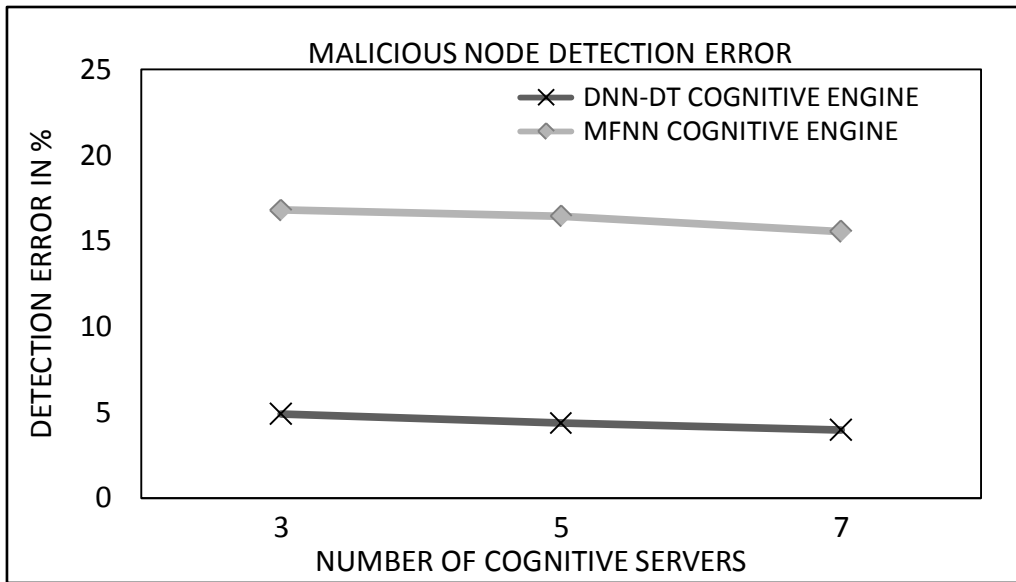 MALICIOUS NODE DETECTION ERROR
25
DNN-DT COGNITIVE ENGINE
MFNN COGNITIVE ENGINE
20
15
10
5
0
DETECTION ERROR IN %
3 5 7
NUMBER OF COGNITIVE SERVERS